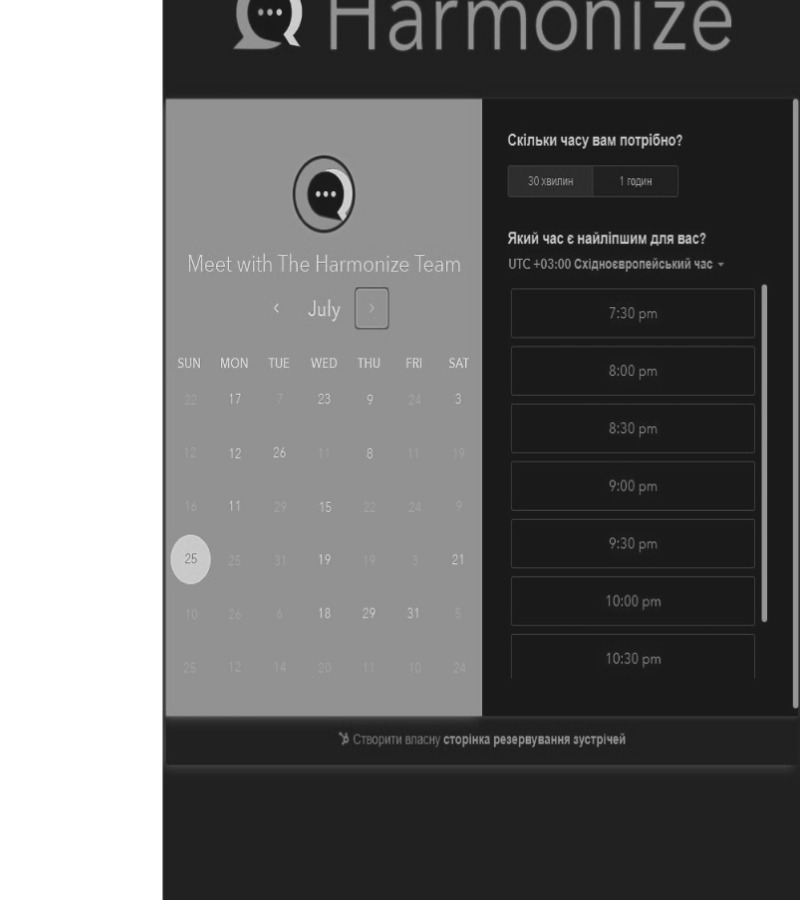 Harmonize
Meet with The Harmonize Team
July
SUN MON TUE WED THU FRI SAT
22 17 7 23 9 24 3
12 12 26 11 8 11 19
16 11 29 15 22 24 9
25 25 31 19 19 3 21
10 26 6 18 29 31 5
25 12 14 20 11 10 24
Скільки часу вам потрібно?
30 хвилин 1 годин
Який час є найліпшим для вас?
UTC +03:00 Східноєвропейський час
7:30 pm
8:00 pm
8:30 pm
9:00 pm
9:30 pm
10:00 pm
10:30 pm
Створити власну сторінка резервування зустрічей